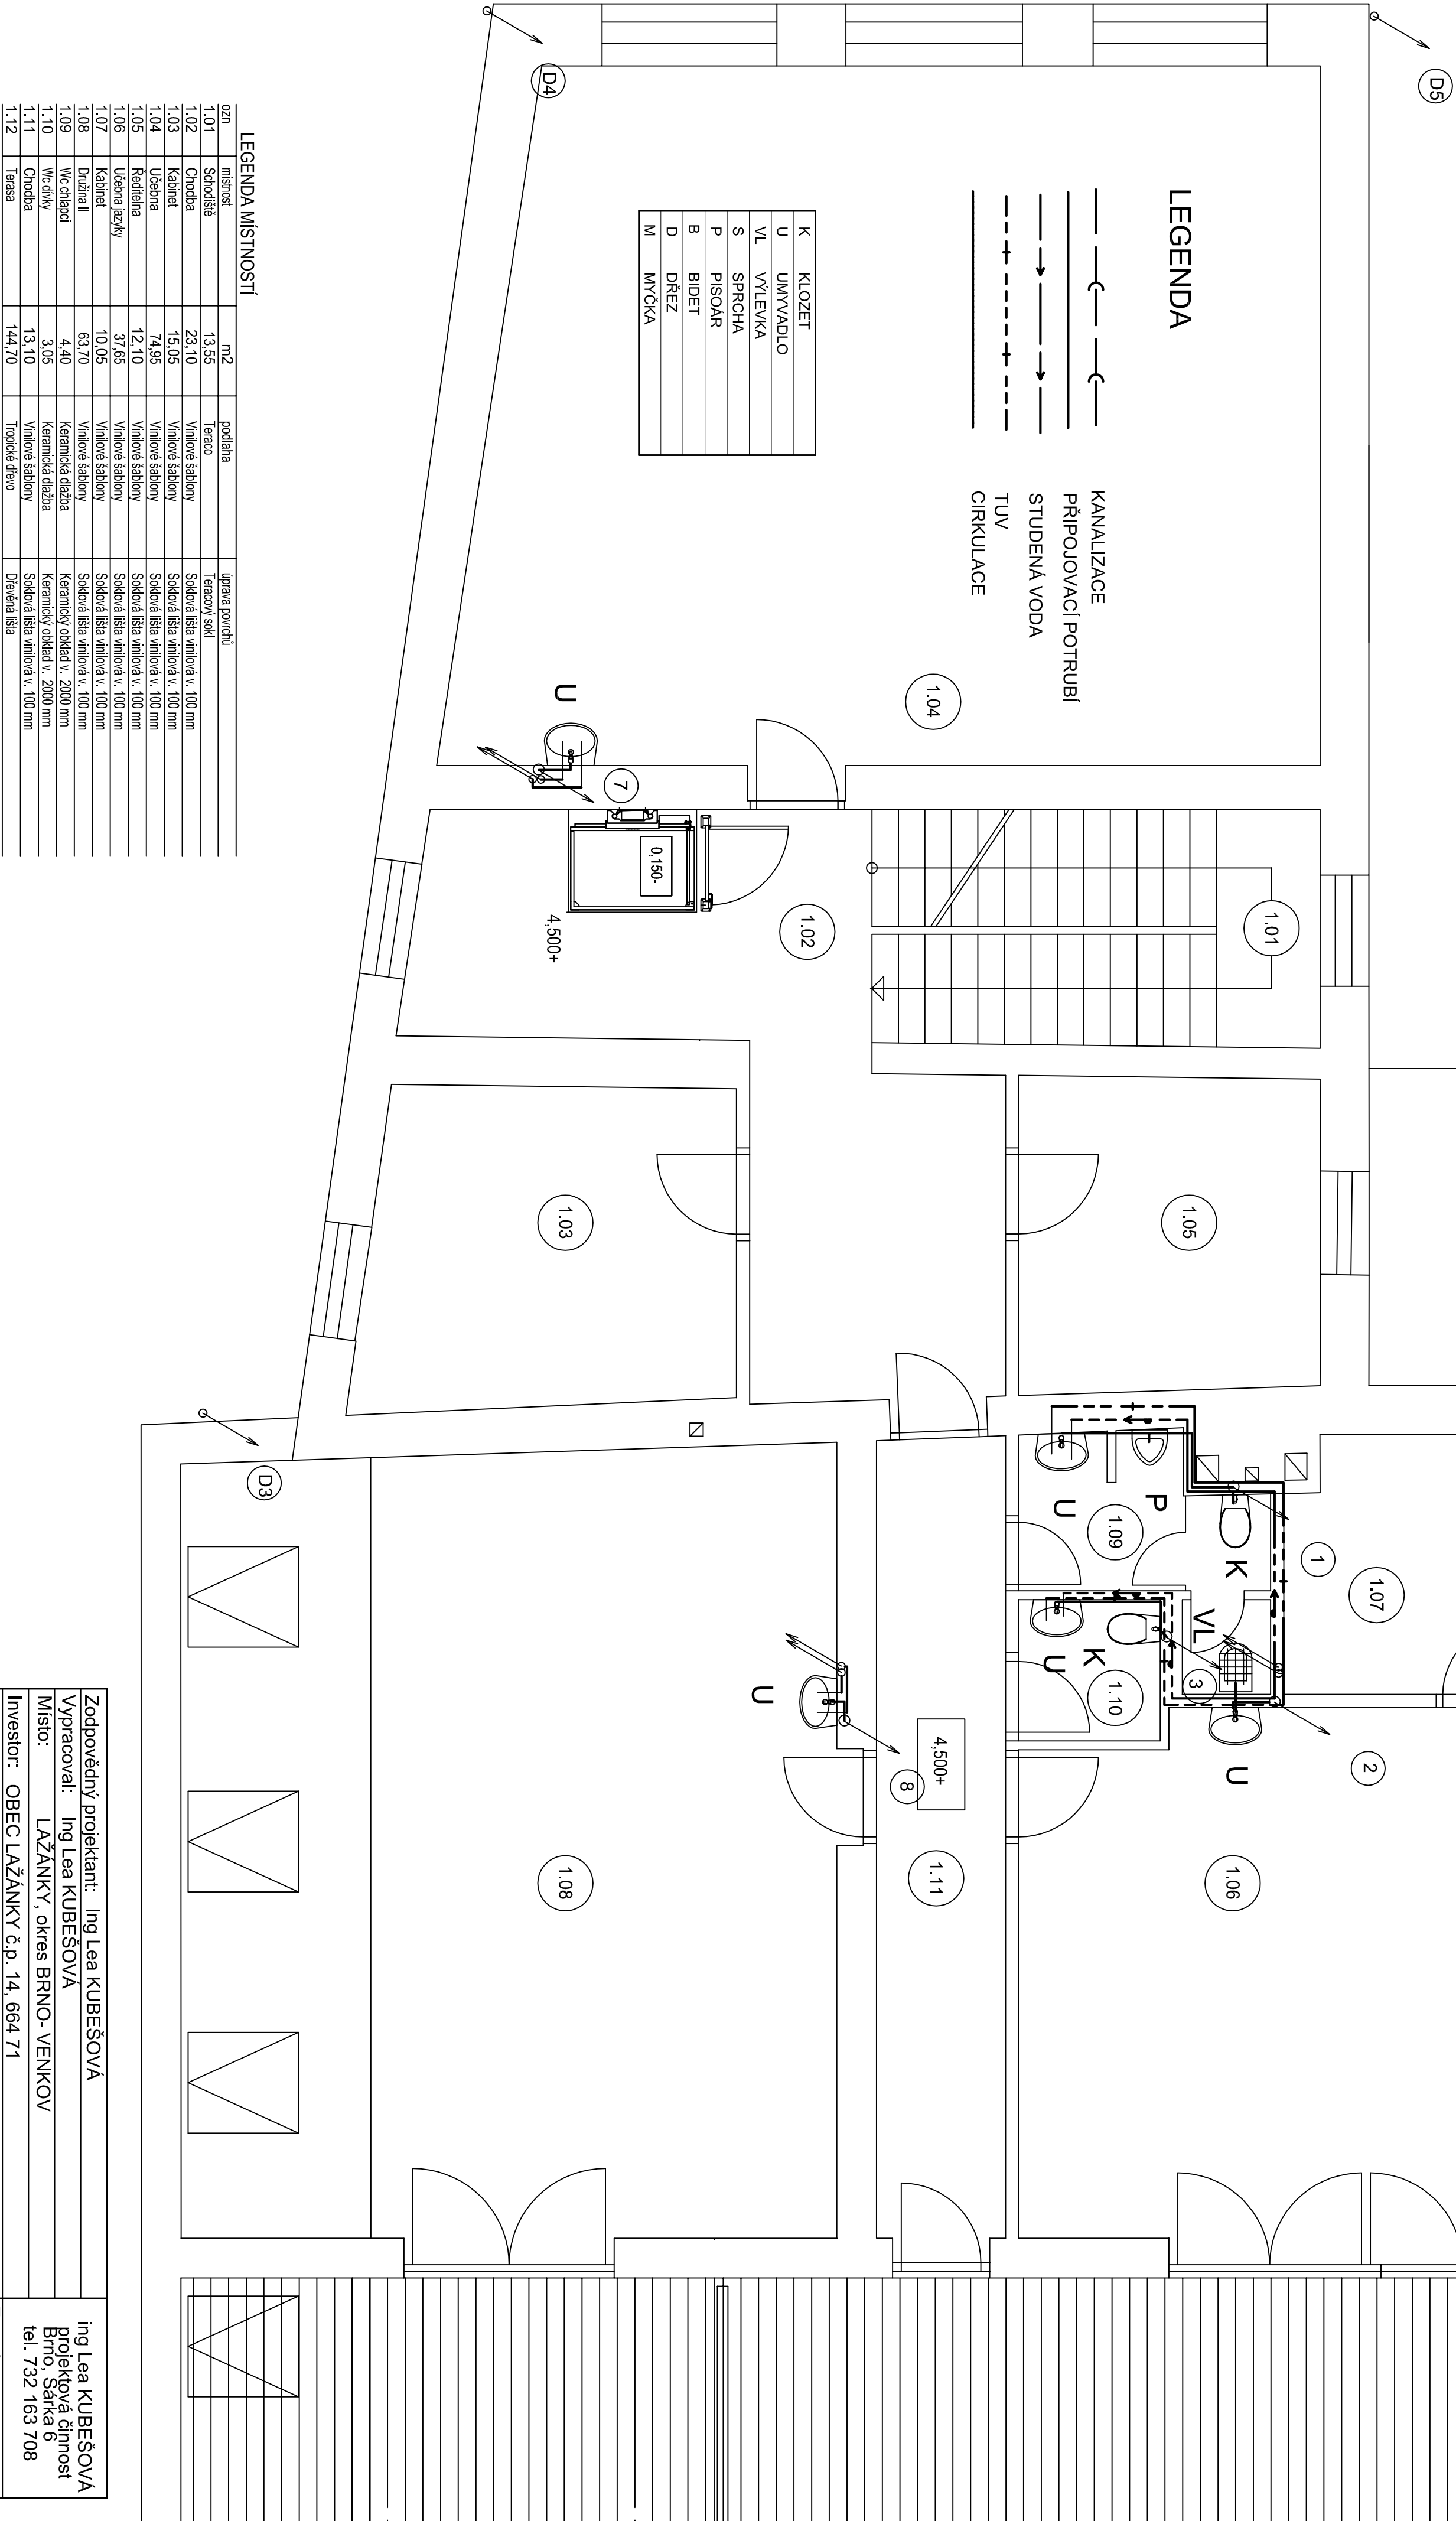 D5
D4
LEGENDA
KANALIZACE
PŘIPOJOVACÍ POTRUBÍ
STUDENÁ VODA
TUV
CIRKULACE
K KLOZET
U UMYVADLO
VL VÝLEVKA
S SPRCHA
P PISOÁR
B BIDET
D DŘEZ
M MYČKA
1.04
U
7
0,150-
4,500+
1.02
1.01
1.03
1.05
D3
1.07
1
K
P
1.09
U
VL
K
U
3
1.10
U
2
U
4,500+
8
1.11
1.06
1.08
LEGENDA MÍSTNOSTÍ
ozn místnost m2 podlaha úprava povrchů
1.01 Schodiště 13,55 Teraco Teracový sokl
1.02 Chodba 23,10 Vinilové šablony Soklová lišta vinilová v. 100 mm
1.03 Kabinet 15,05 Vinilové šablony Soklová lišta vinilová v. 100 mm
1.04 Učebna 74,95 Vinilové šablony Soklová lišta vinilová v. 100 mm
1.05 Ředitelna 12,10 Vinilové šablony Soklová lišta vinilová v. 100 mm
1.06 Učebna jazyky 37,65 Vinilové šablony Soklová lišta vinilová v. 100 mm
1.07 Kabinet 10,05 Vinilové šablony Soklová lišta vinilová v. 100 mm
1.08 Družina II 63,70 Vinilové šablony Soklová lišta vinilová v. 100 mm
1.09 Wc chlapci 4,40 Keramická dlažba Keramický obklad v. 2000 mm
1.10 Wc dívky 3,05 Keramická dlažba Keramický obklad v. 2000 mm
1.11 Chodba 13,10 Vinilové šablony Soklová lišta vinilová v. 100 mm
1.12 Terasa 144,70 Tropické dřevo Dřevěná lišta
Zodpovědný projektant: Ing Lea KUBEŠOVÁ
Vypracoval: Ing Lea KUBEŠOVÁ
Místo: LAŽÁNKY, okres BRNO- VENKOV
Investor: OBEC LAŽÁNKY č.p. 14, 664 71
ing Lea KUBEŠOVÁ
projektová činnost
Brno, Šárka 6
tel. 732 163 708